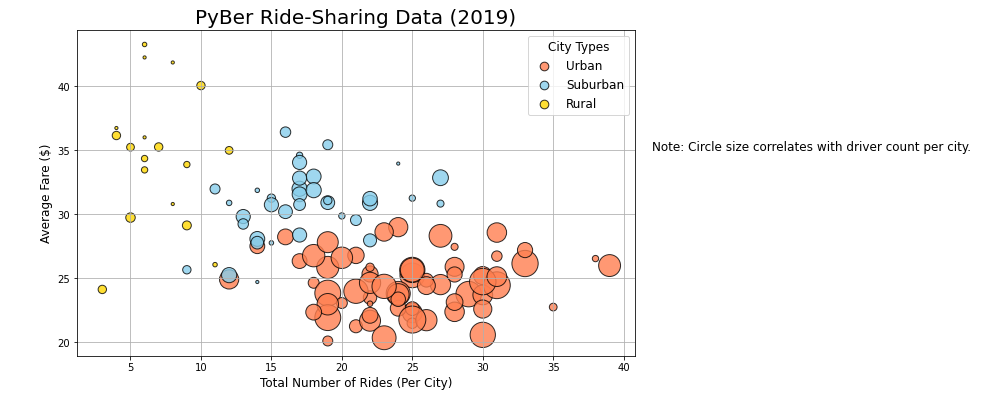 PyBer Ride-Sharing Data (2019)
City Types
Urban
Suburban
Rural
Note: Circle size correlates with driver count per city.
Average Fare ($)
40
35
30
25
20
5 10 15 20 25 30 35 40
Total Number of Rides (Per City)